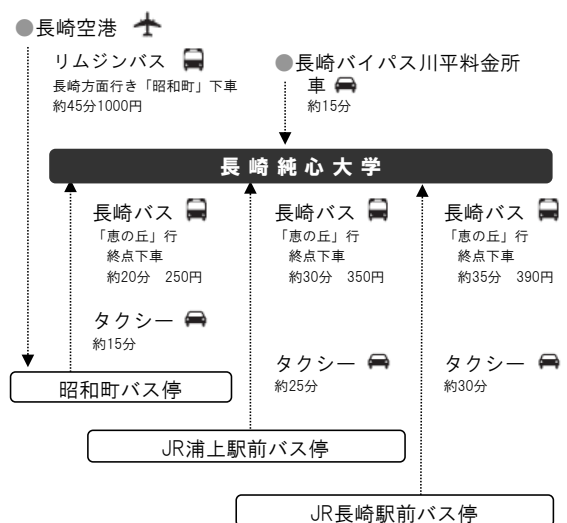 ●長崎空港
リムジンバス
長崎方面行き「昭和町」下車
約45分1000円
●長崎バイパス川平料金所
車
約15分
長崎純心大学
長崎バス
「恵の丘」行
終点下車
約20分 250円
タクシー
約15分
長崎バス
「恵の丘」行
終点下車
約30分 350円
タクシー
約25分
長崎バス
「恵の丘」行
終点下車
約35分 390円
タクシー
約30分
昭和町バス停
JR浦上駅前バス停
JR長崎駅前バス停